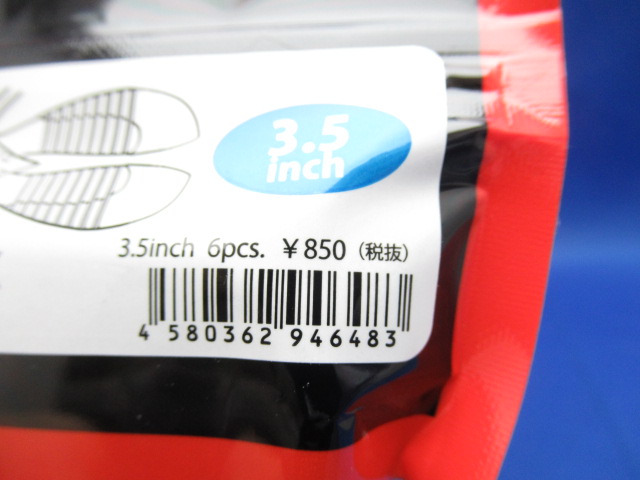 3.5
inch
3.5inch 6pcs. ¥850 (税抜)
4 580362 946483